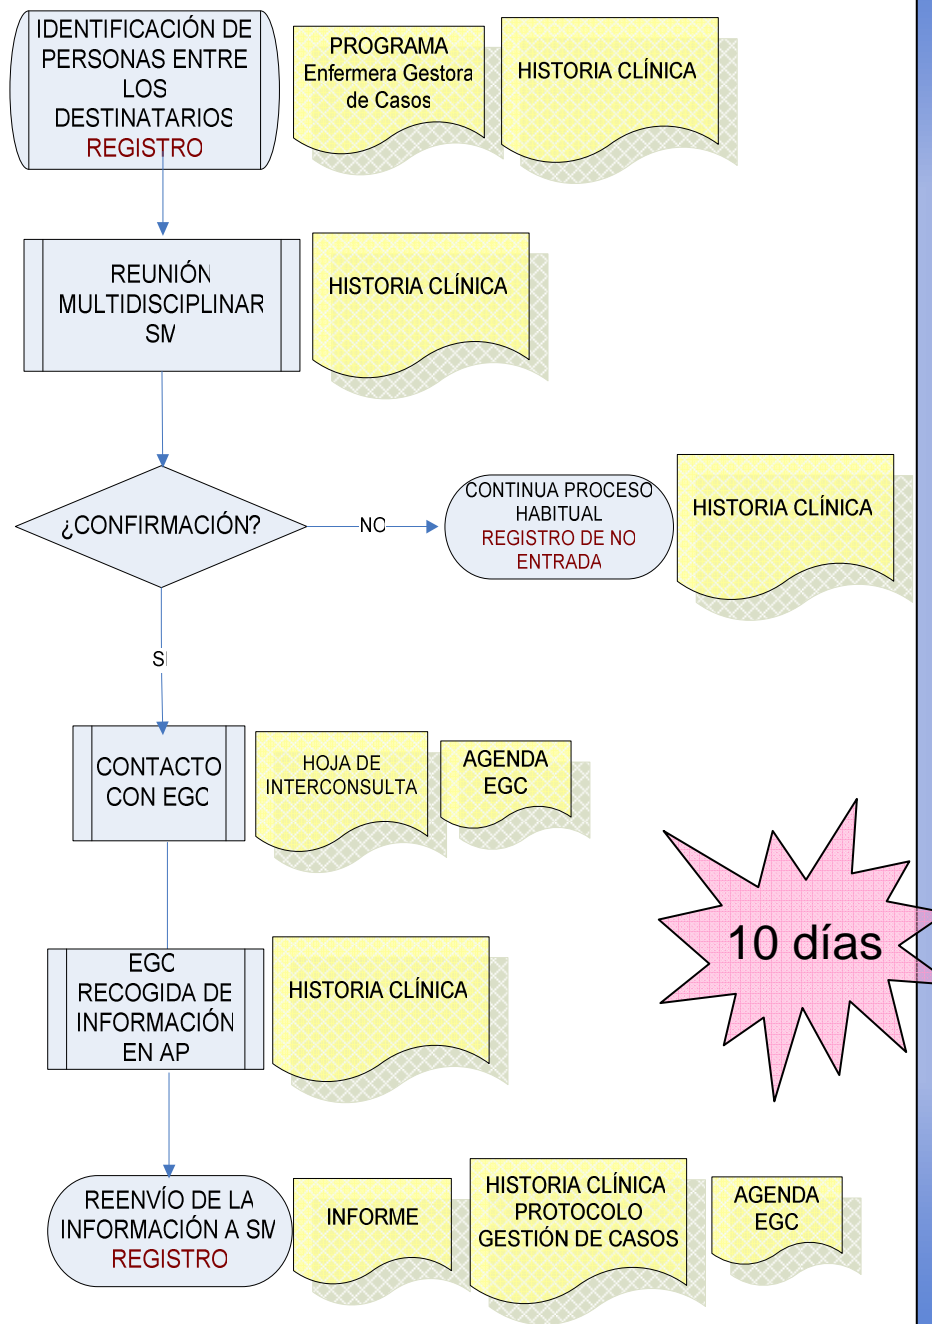 IDENTIFICACIÓN DE
PERSONAS ENTRE
LOS
DESTINATARIOS
REGISTRO
PROGRAMA
Enfermera Gestora
de Casos
HISTORIA CLÍNICA
REUNIÓN
MULTIDISCIPLINAR
SM
HISTORIA CLÍNICA
¿CONFIRMACIÓN?
NO
CONTINUA PROCESO
HABITUAL
REGISTRO DE NO
ENTRADA
HISTORIA CLÍNICA
SI
CONTACTO
CON EGC
HOJA DE
INTERCONSULTA
AGENDA
EGC
10 días
EGC
RECOGIDA DE
INFORMACIÓN
EN AP
HISTORIA CLÍNICA
REENVÍO DE LA
INFORMACIÓN A SM
REGISTRO
INFORME
HISTORIA CLÍNICA
PROTOCOLO
GESTIÓN DE CASOS
AGENDA
EGC